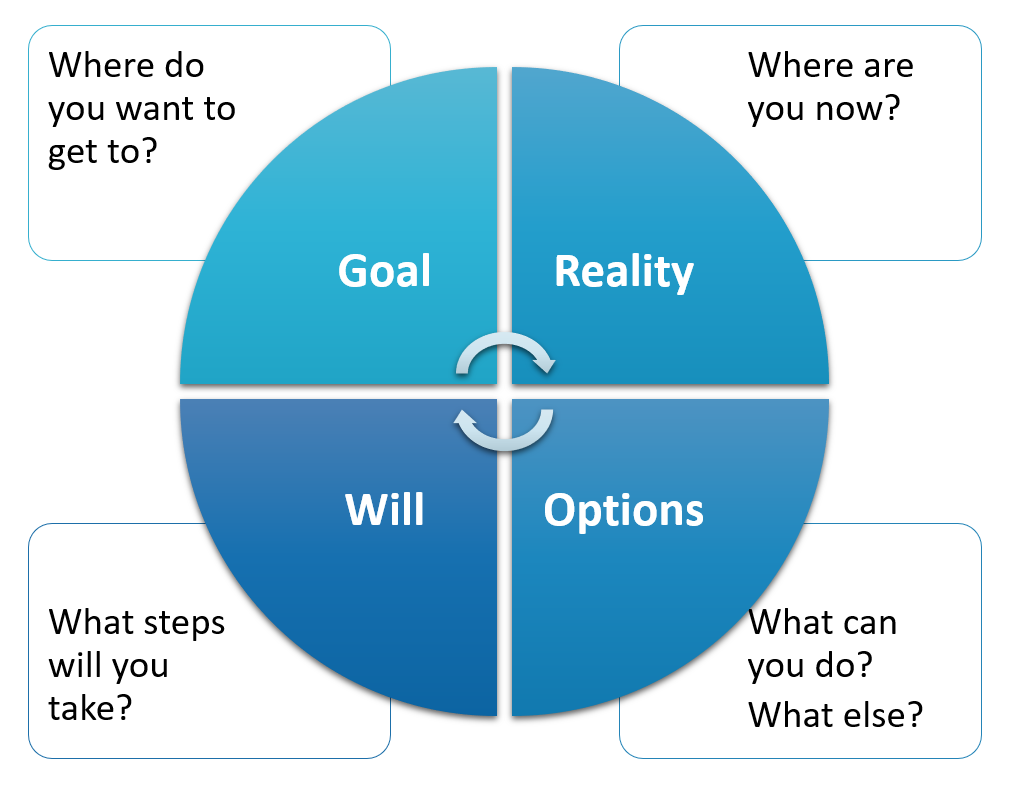 Where do
you want to
get to?
Where are
you now?
Goal
Reality
Will
Options
What steps
will you
take?
What can
you do?
What else?